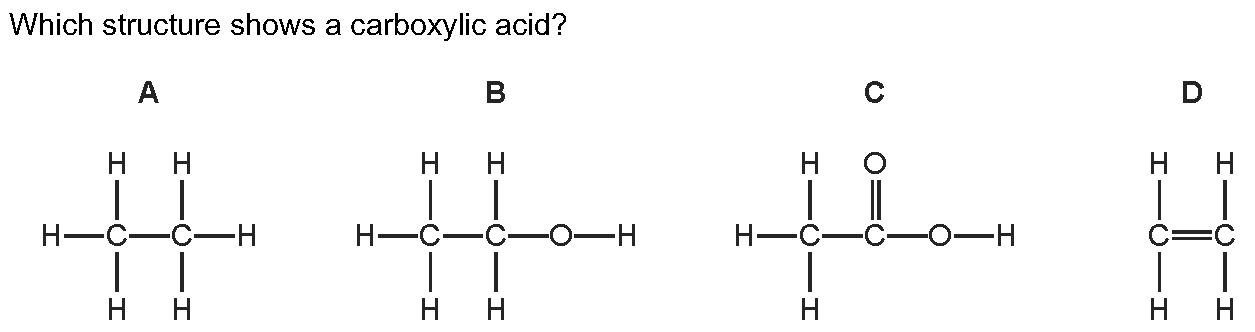 Which structure shows a carboxylic acid?
A B C D
H H H H H O H H
H C C H H C C O H H C C O H C C
H H H H H H H